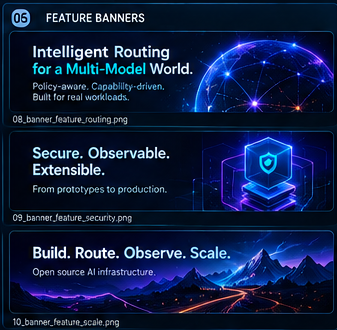 06 FEATURE BANNERS
Intelligent Routing
for a Multi-Model World.
Policy-aware. Capability-driven.
Built for real workloads.
08_banner_feature_routing.png
Secure. Observable.
Extensible.
From prototypes to production.
09_banner_feature_security.png
Build. Route. Observe. Scale.
Open source AI infrastructure.
10_banner_feature_scale.png